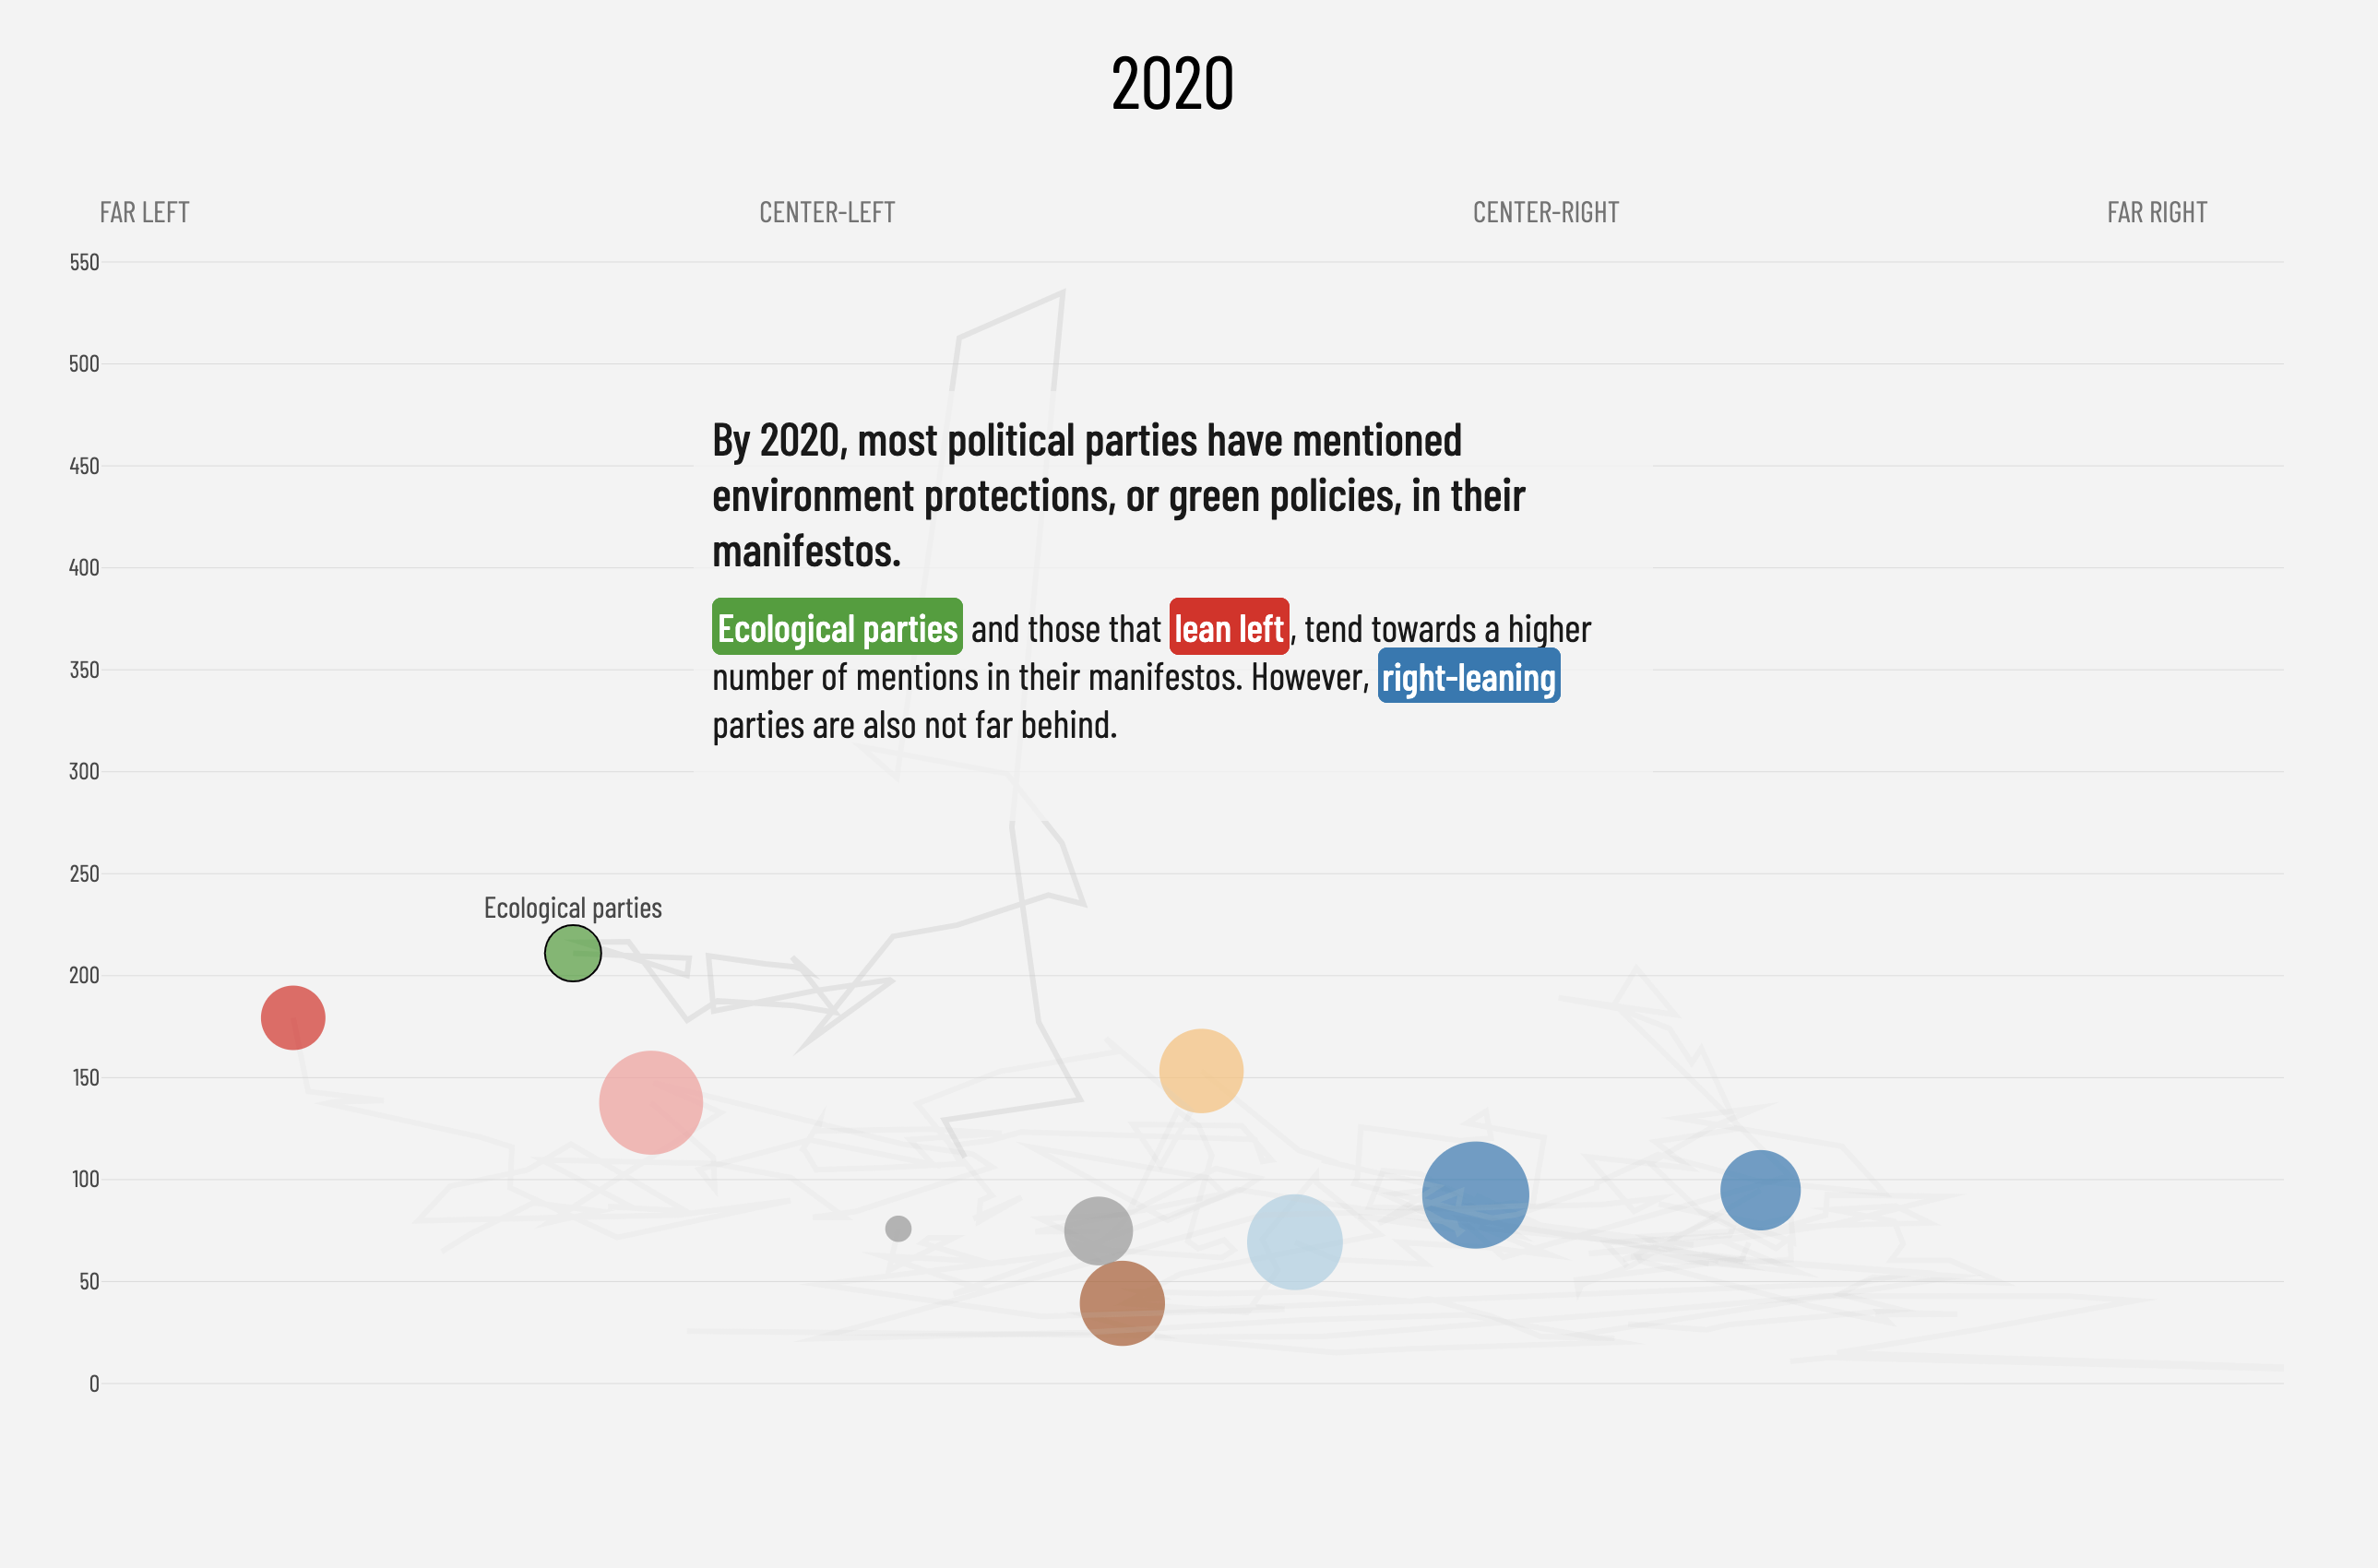 2020
FAR LEFT
CENTER-LEFT
CENTER-RIGHT
FAR RIGHT
550
500
450
400
350
300
250
200
150
100
50
0
By 2020, most political parties have mentioned
environment protections, or green policies, in their
manifestos.
Ecological parties and those that lean left, tend towards a higher
number of mentions in their manifestos. However, right-leaning
parties are also not far behind.
Ecological parties